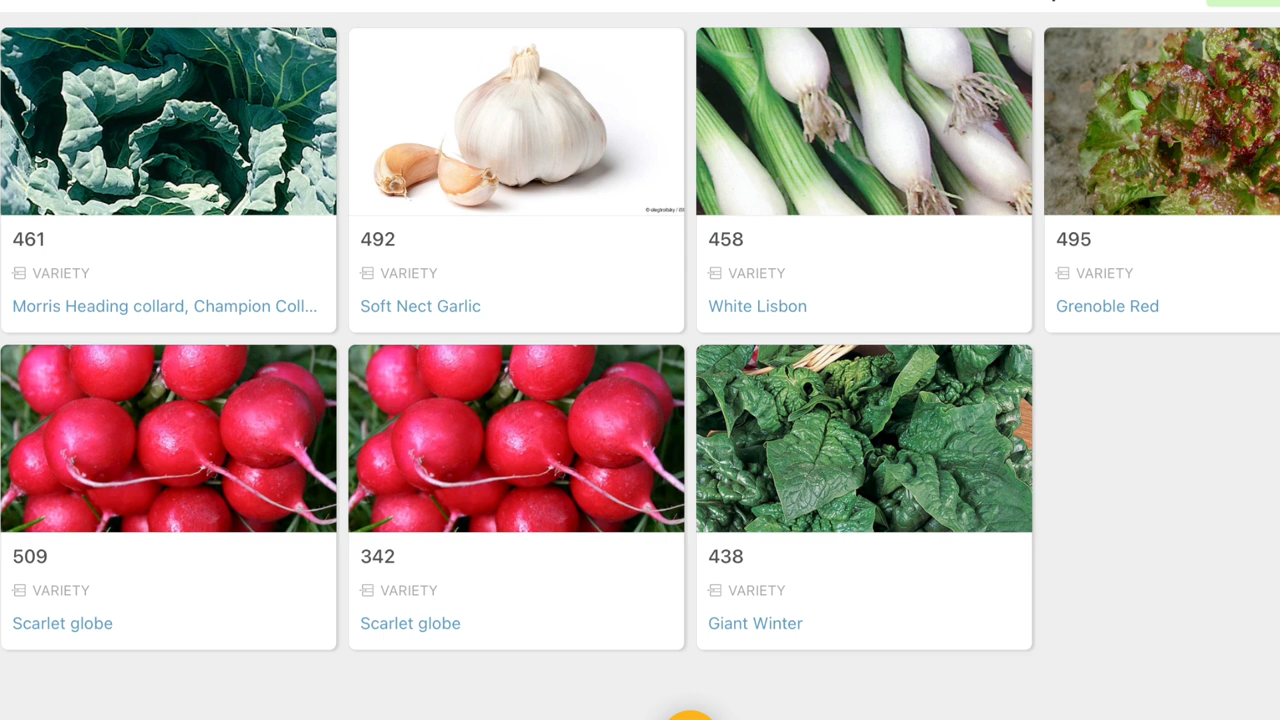 461
492
458
495
VARIETY
VARIETY
VARIETY
VARIETY
Morris Heading collard, Champion Coll...
Soft Nect Garlic
White Lisbon
Grenoble Red
509
342
438
VARIETY
VARIETY
VARIETY
Scarlet globe
Scarlet globe
Giant Winter